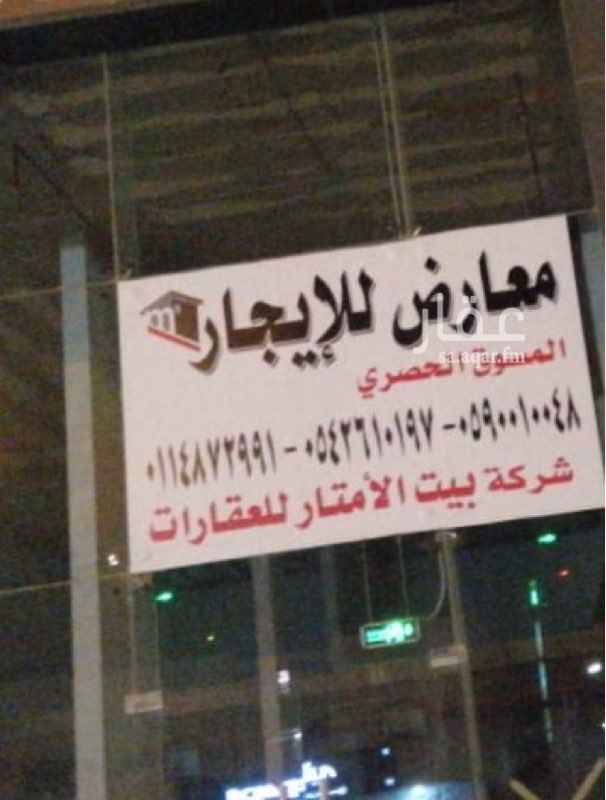 معارض للإيجار
المسوق الحصري
٠١١٤٨٧٢٩٩١ - ٠٥٤٢٦١٠١٩٧ - ٠٥٩٠٠١٠٠٤٨
شركة بيت الأمتار للعقارات
عقار
sa.aqar.fm